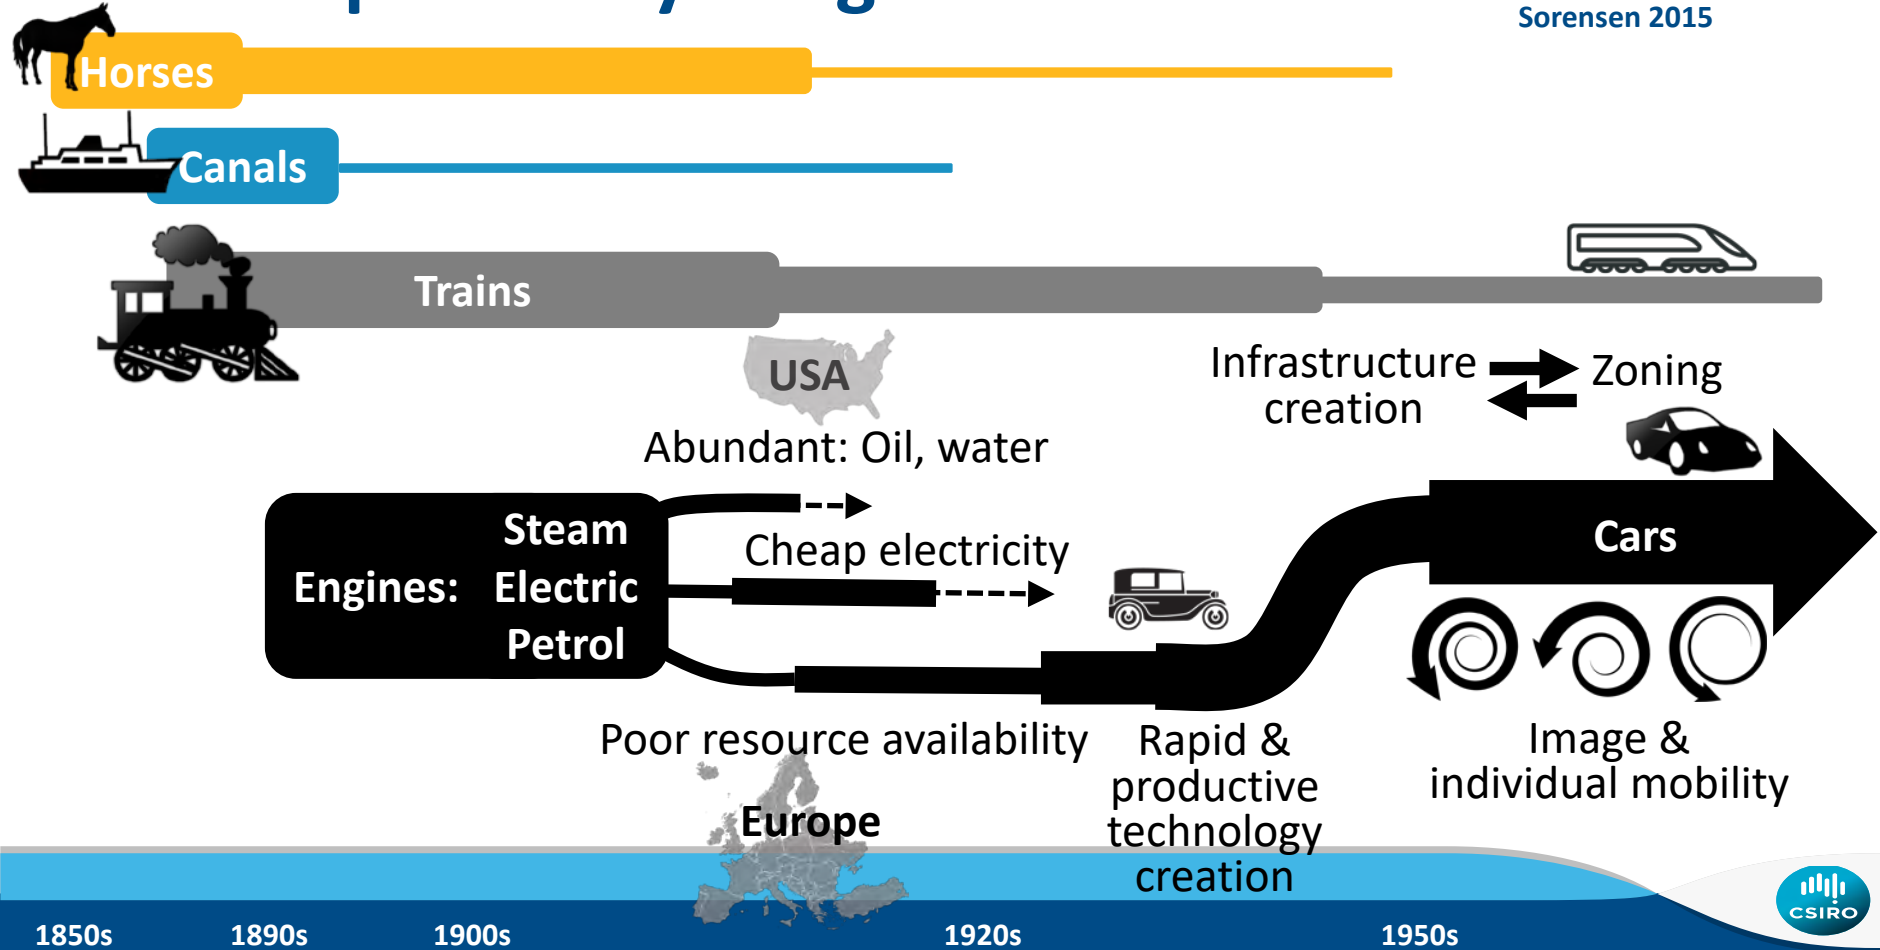 Sorensen 2015
Horses
Canals
Trains
USA
Infrastructure
creation
Zoning
Abundant: Oil, water
Steam
Cheap electricity
Engines:
Electric
Petrol
Cars
Poor resource availability
Europe
Rapid &
productive
technology
creation
Image &
individual mobility
CSIRO
1850s
1890s
1900s
1920s
1950s